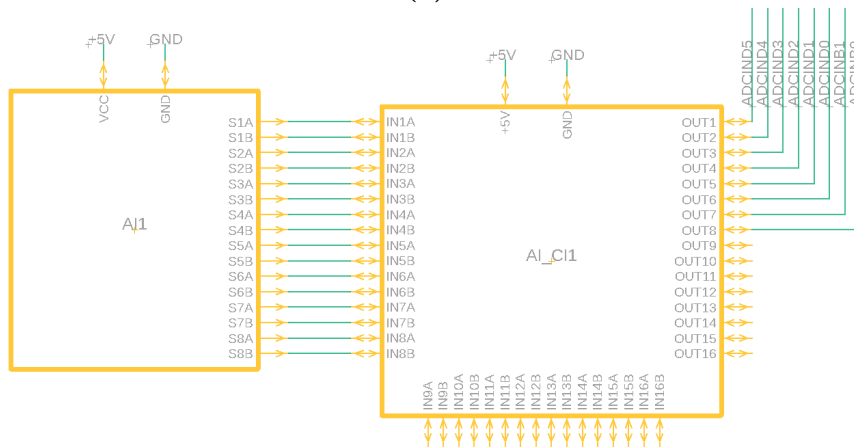 +5V
GND
VCC
GND
AI1
S1A
S1B
S2A
S2B
S3A
S3B
S4A
S4B
S5A
S5B
S6A
S6B
S7A
S7B
S8A
S8B
+5V
GND
+5V
GND
AI_CI1
IN1A
IN1B
IN2A
IN2B
IN3A
IN3B
IN4A
IN4B
IN5A
IN5B
IN6A
IN6B
IN7A
IN7B
IN8A
IN8B
IN9A
IN9B
IN10A
IN10B
IN11A
IN11B
IN12A
IN12B
IN13A
IN13B
IN14A
IN14B
IN15A
IN15B
IN16A
IN16B
OUT1
OUT2
OUT3
OUT4
OUT5
OUT6
OUT7
OUT8
OUT9
OUT10
OUT11
OUT12
OUT13
OUT14
OUT15
OUT16
ADCIND5
ADCIND4
ADCIND3
ADCIND2
ADCIND1
ADCIND0
ADCINB1